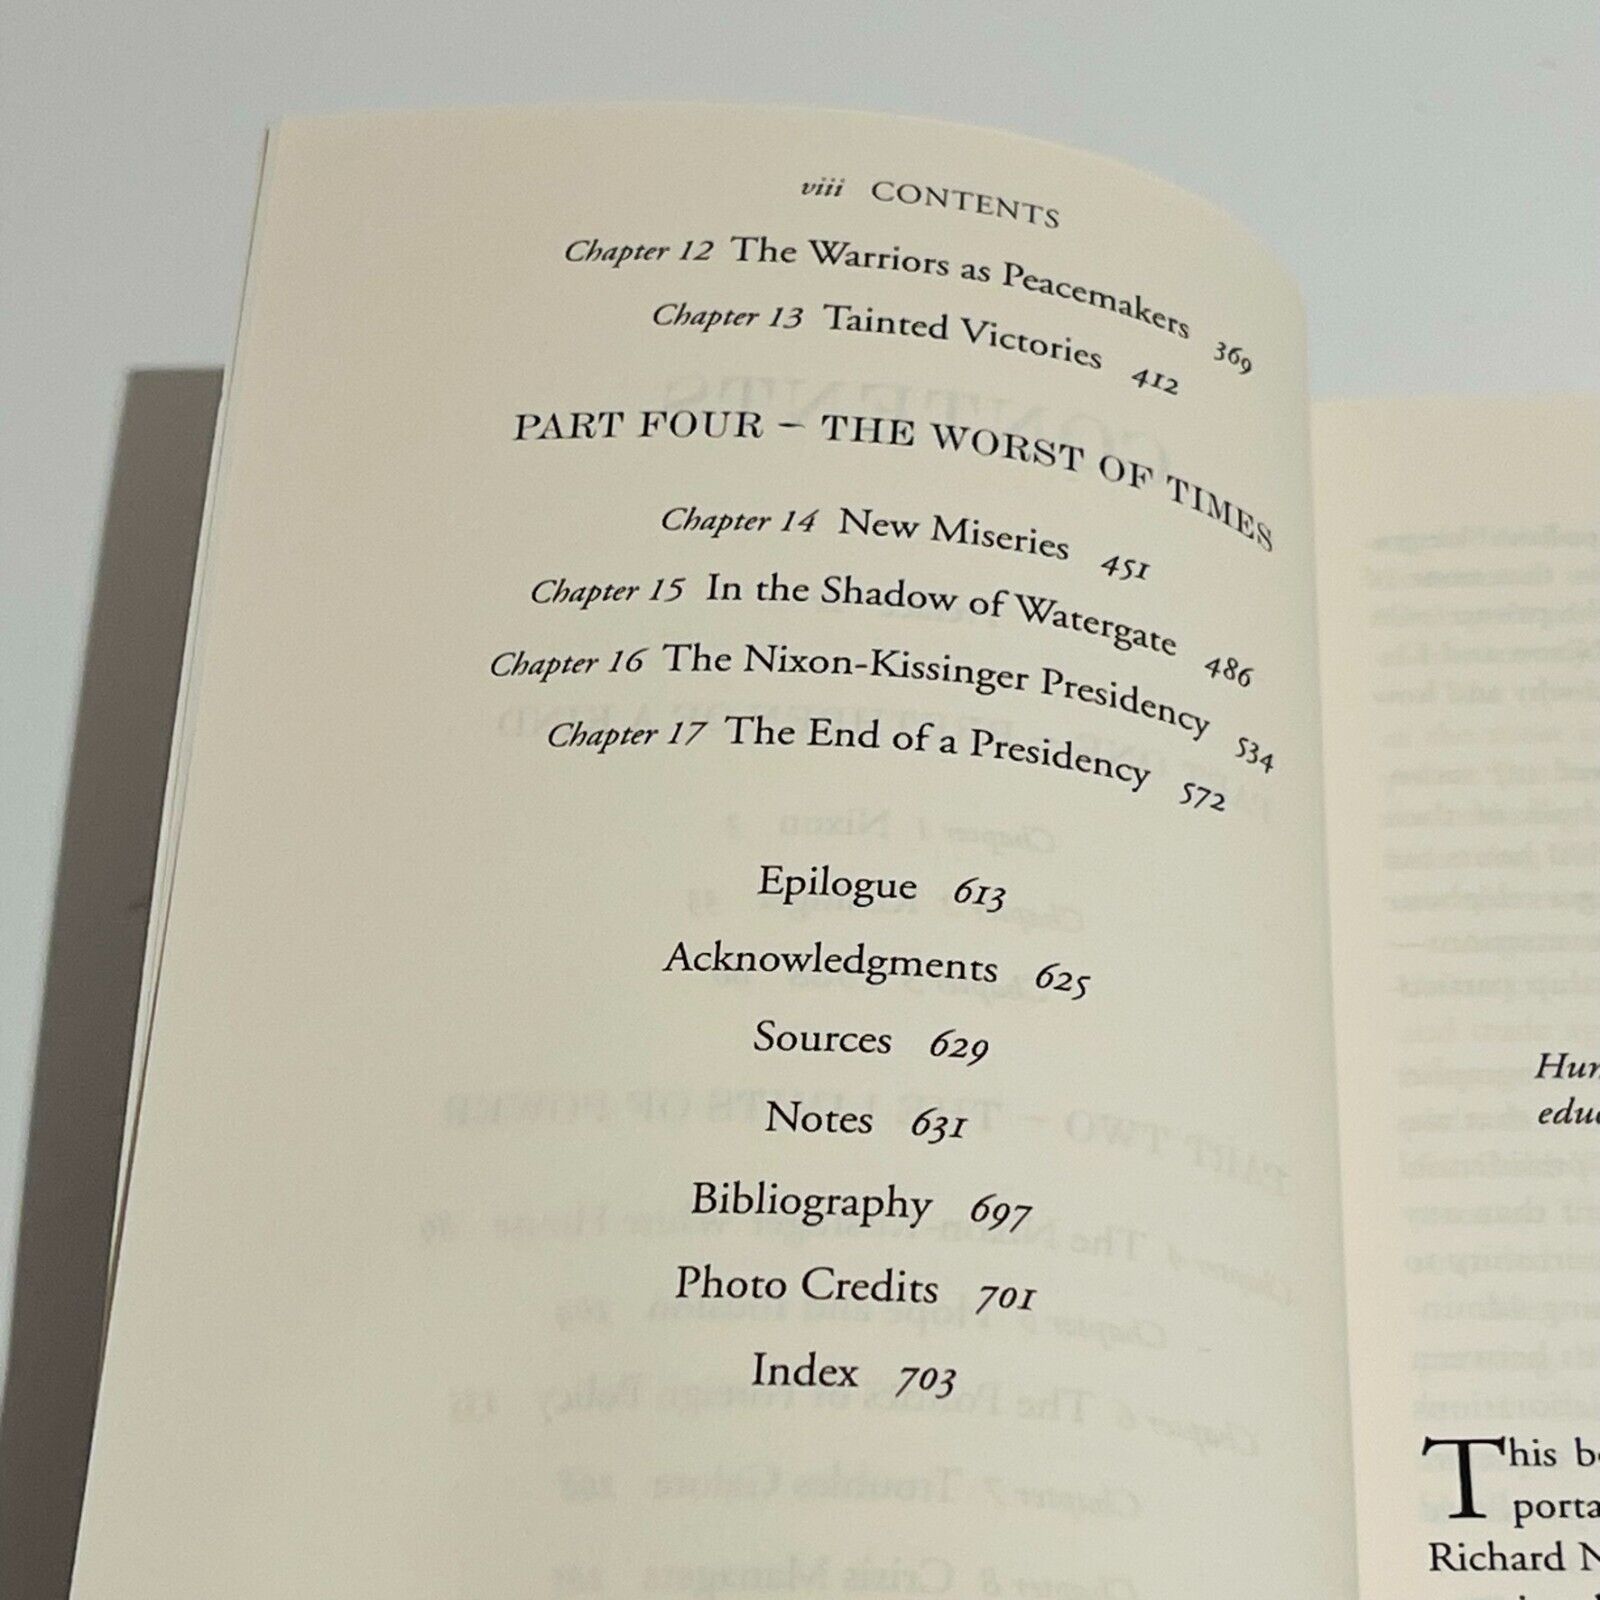 viii CONTENTS
Chapter 12 The Warriors as Peacemakers 369
Chapter 13 Tainted Victories 412
PART FOUR – THE WORST OF TIMES
Chapter 14 New Miseries 451
Chapter 15 In the Shadow of Watergate 486
Chapter 16 The Nixon-Kissinger Presidency 534
Chapter 17 The End of a Presidency 572
Epilogue 613
Acknowledgments 625
Sources 629
Notes 631
Bibliography 697
Photo Credits 701
Index 703
This
Richard